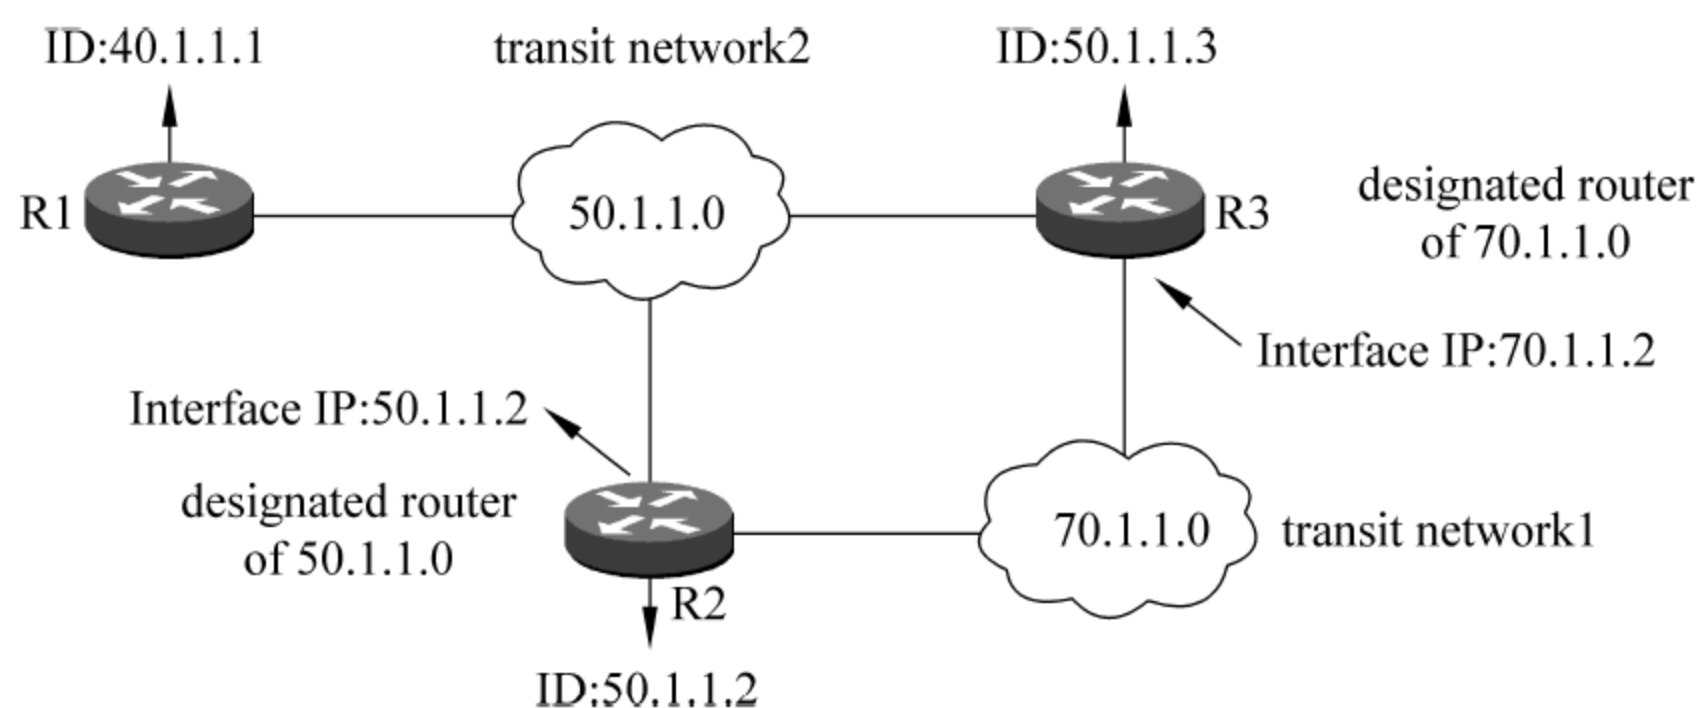 ID:40.1.1.1
transit network2
ID:50.1.1.3
R1
50.1.1.0
R3
designated router
of 70.1.1.0
Interface IP:70.1.1.2
Interface IP:50.1.1.2
designated router
of 50.1.1.0
70.1.1.0
transit network1
R2
ID:50.1.1.2